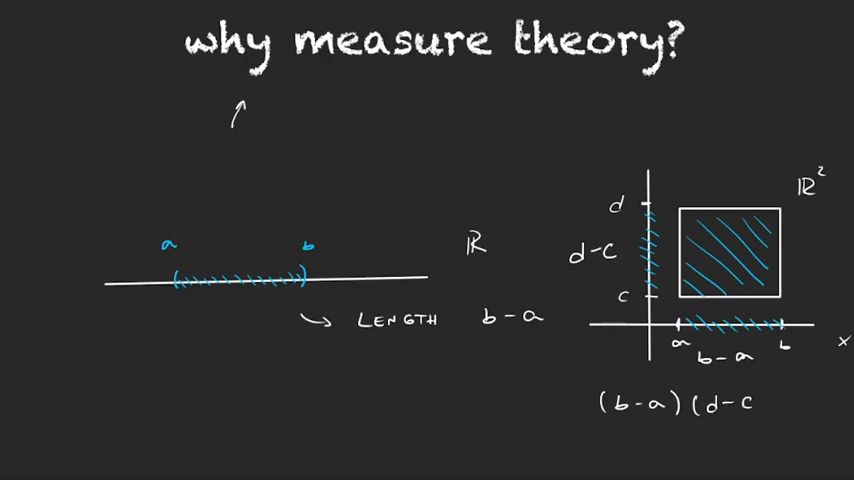 why measure theory?
a b
ℝ
LENGTH b - a
ℝ²
d
d-c
c
a b x
b - a
(b-a)(d-c